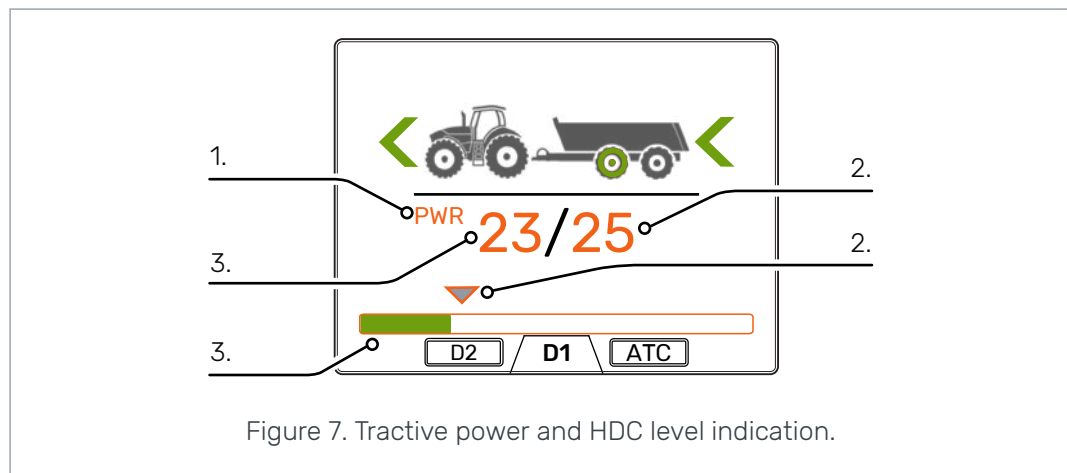 1.
2.
PWR
23/25
3.
2.
3.
D2
D1
ATC
Figure 7. Tractive power and HDC level indication.